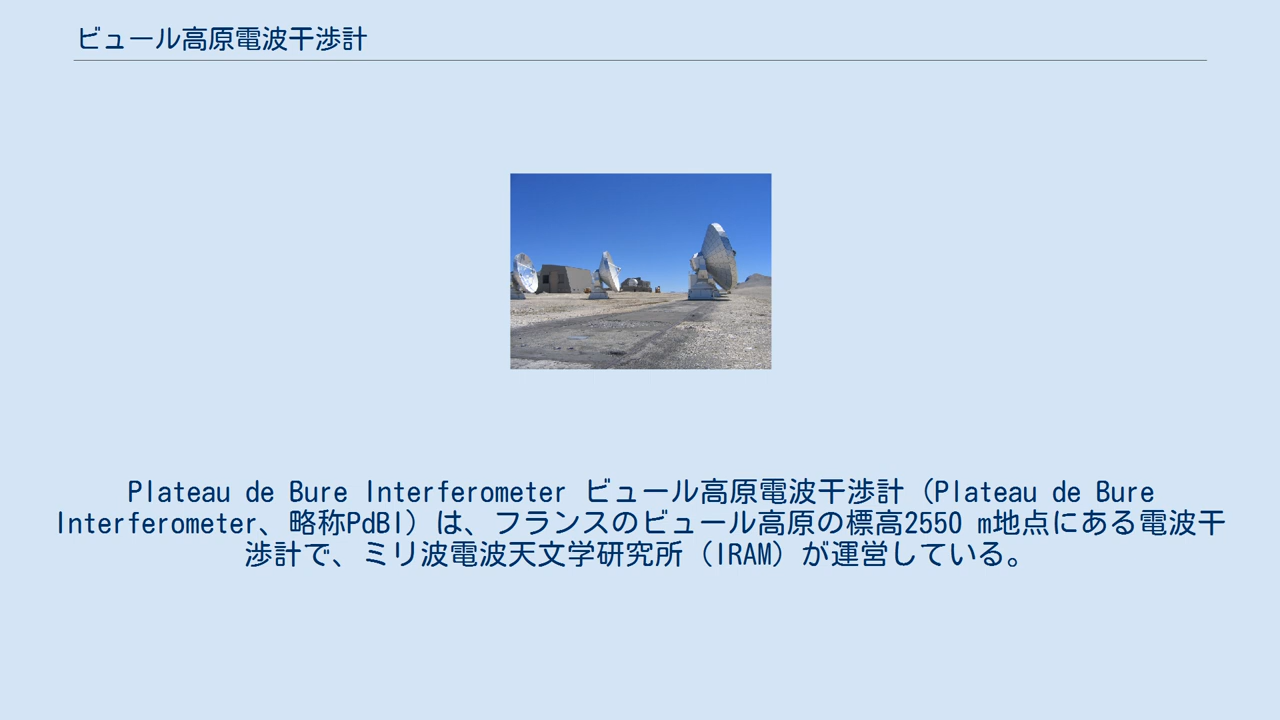 ビュール高原電波干渉計
Plateau de Bure Interferometer ビュール高原電波干渉計（Plateau de Bure
Interferometer、略称PdBI）は、フランスのビュール高原の標高2550 m地点にある電波干
渉計で、ミリ波電波天文学研究所（IRAM）が運営している。